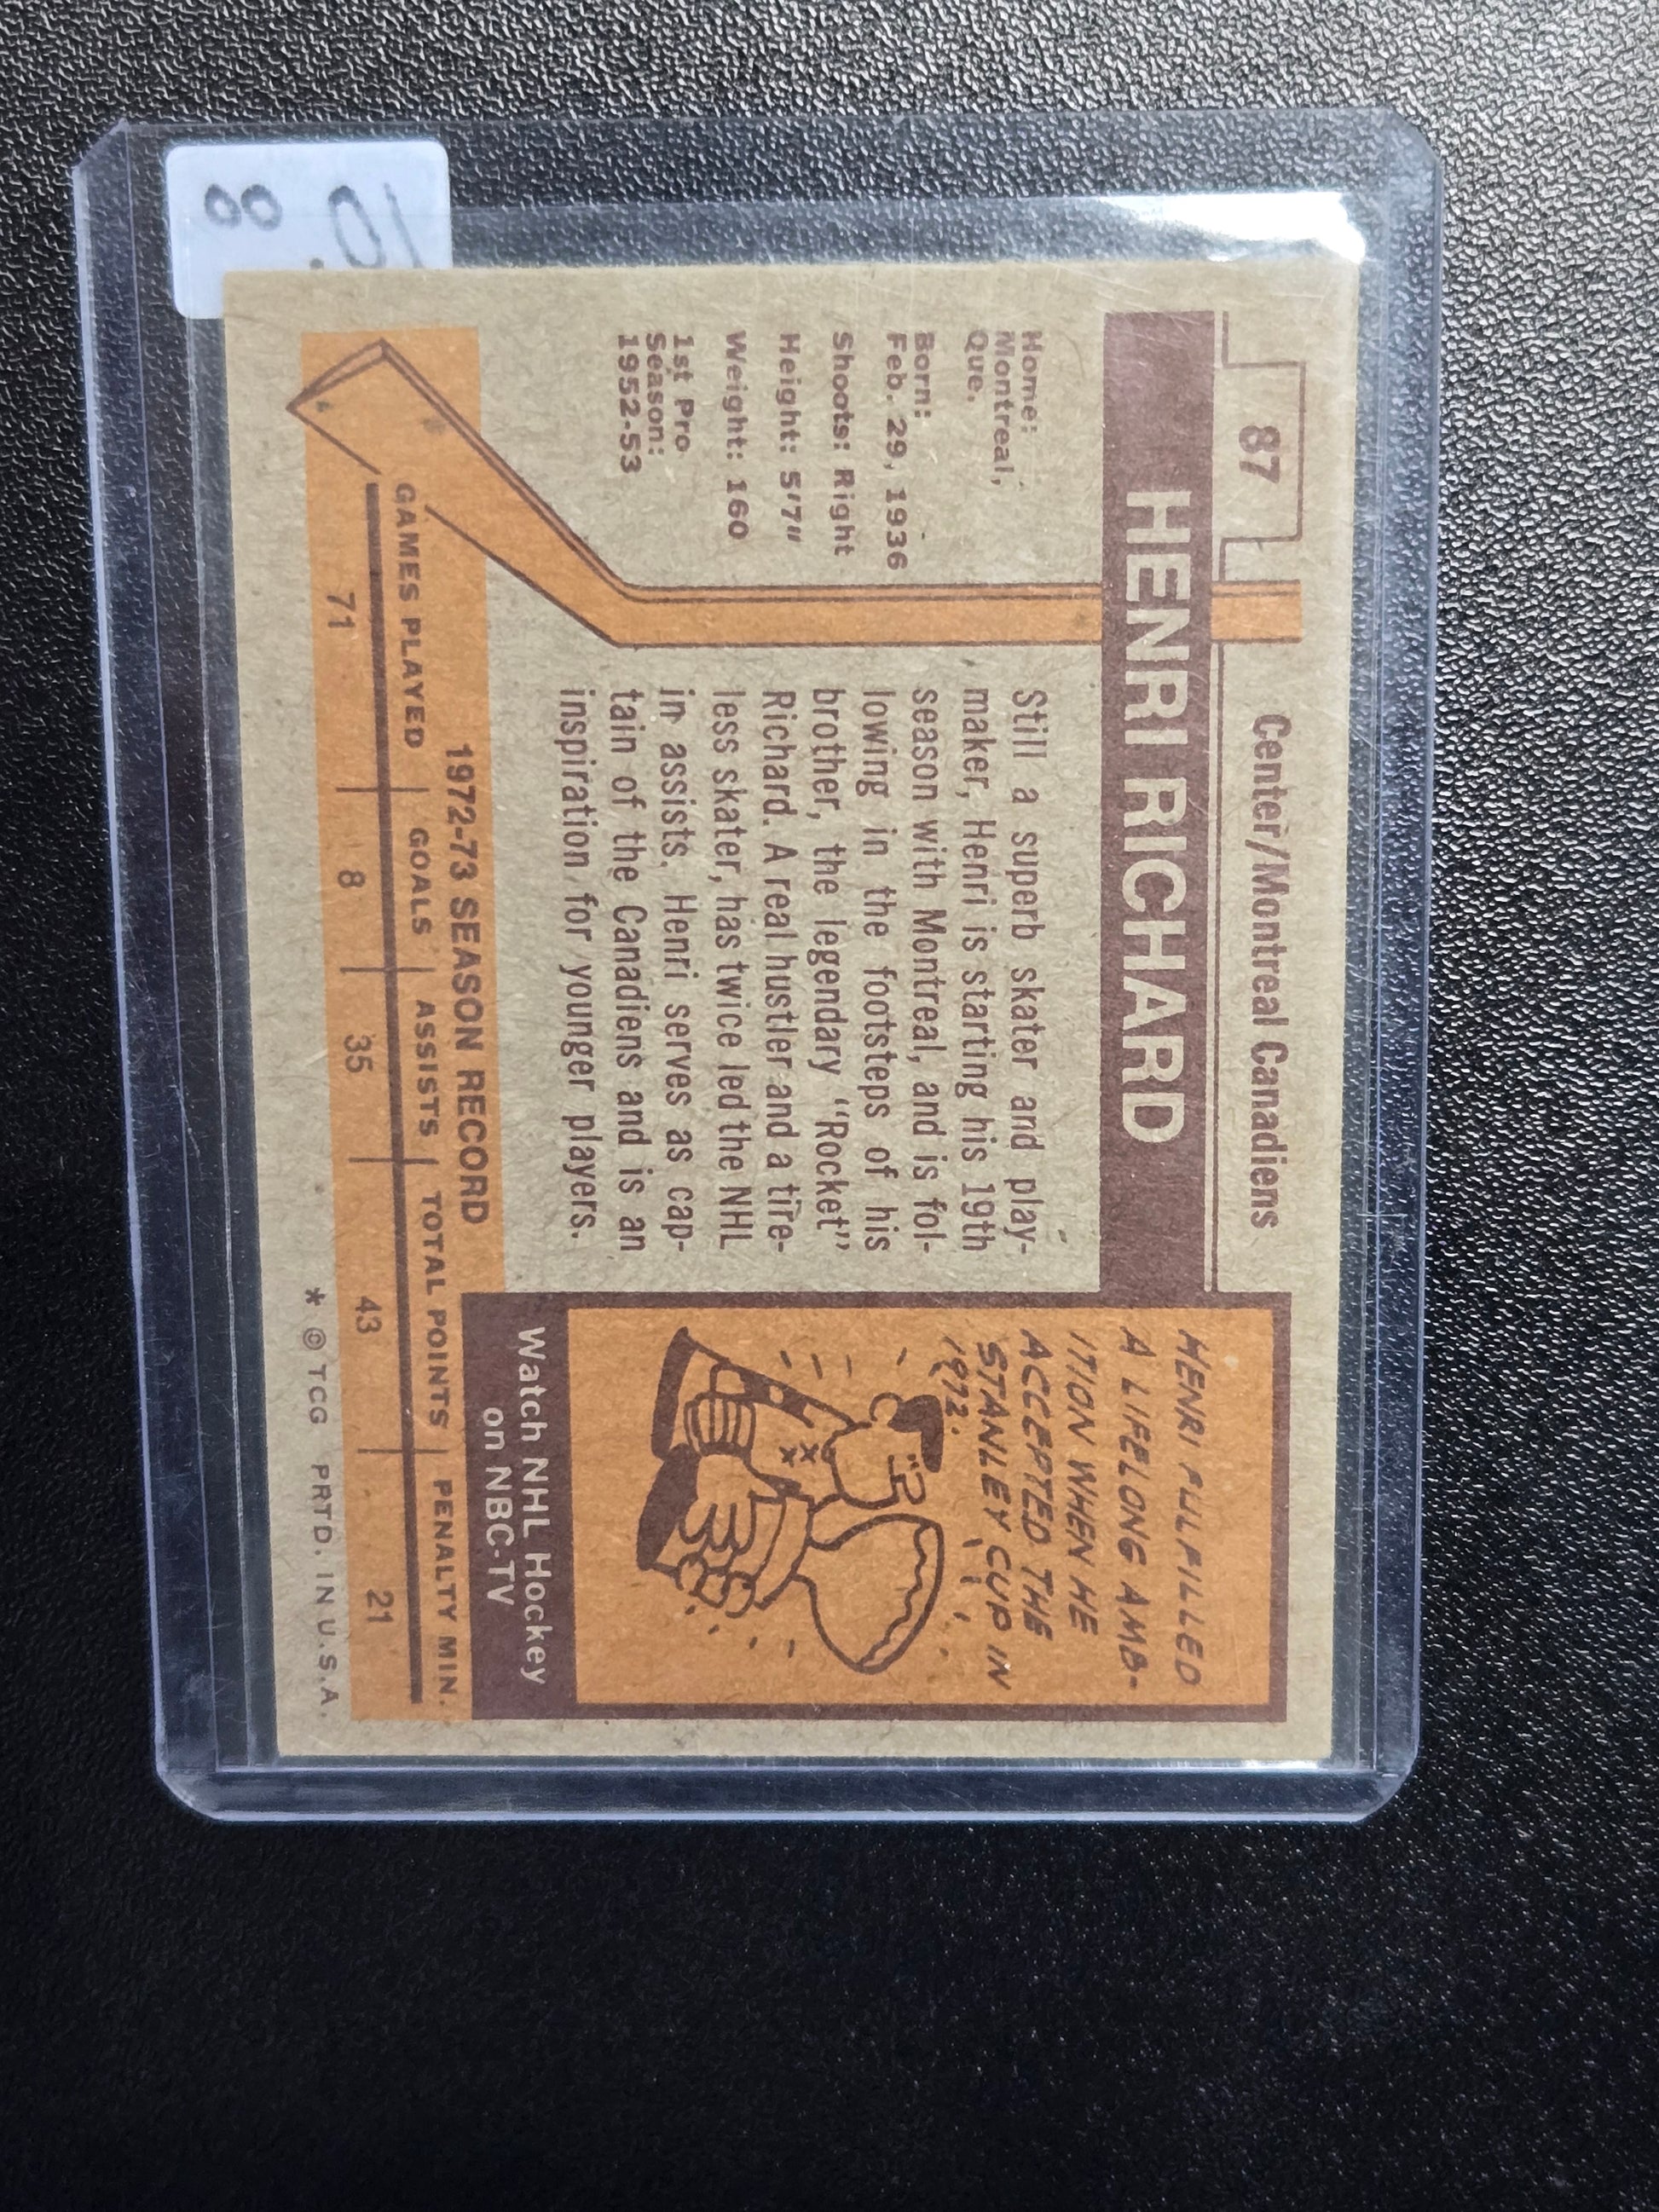 87
Center/Montreal Canadiens
HENRI RICHARD
Home:
Montreal,
Que.
Born:
Feb. 29, 1936
Shoots: Right
Height: 5'7"
Weight: 160
1st Pro
Season:
1952-53
Still a superb skater and play-
maker, Henri is starting his 19th
season with Montreal, and is fol-
lowing in the footsteps of his
brother, the legendary "Rocket"
Richard. A real hustler and a tire-
less skater, has twice led the NHL
in assists. Henri serves as cap-
tain of the Canadiens and is an
inspiration for younger players.
HENRI FULFILLED
A LIFELONG AMB-
ITION WHEN HE
ACCEPTED THE
STANLEY CUP IN
1972.
Watch NHL Hockey
on NBC-TV
1972-73 SEASON RECORD
GAMES PLAYED GOALS ASSISTS TOTAL POINTS PENALTY MIN.
71 8 35 43 21
* © TCG PRTD. IN U.S.A.
10.
8